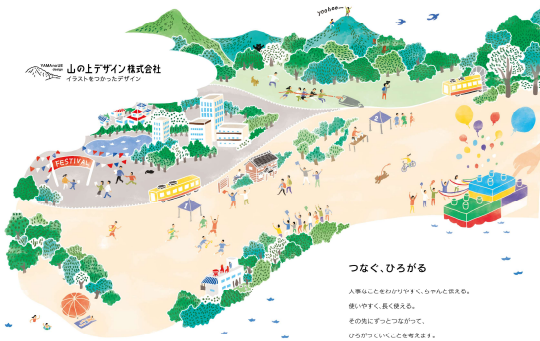 yoohoo
YAMAnoUE
design
山の上デザイン株式会社
イラストをつかったデザイン
FESTIVAL
つなぐ、ひろがる
大事なことをわかりやすく、ちゃんと伝える。
使いやすく、長く使える。
その先にずっとつながって、
ひろがっていくことを考えます。